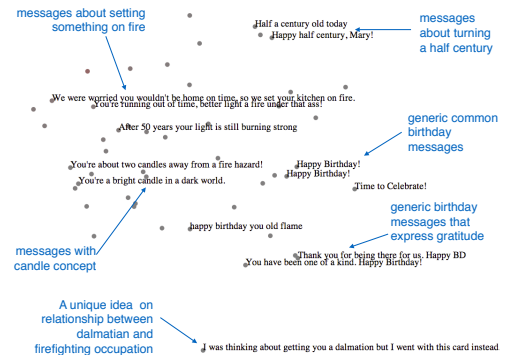 messages about setting
something on fire
Half a century old today
Happy half century, Mary!
messages
about turning
a half century
We were worried you wouldn't be home on time, so we set your kitchen on fire.
You're running out of time, better light a fire under that ass!
After 50 years your light is still burning strong
generic common
birthday
messages
You're about two candles away from a fire hazard!
Happy Birthday!
Happy Birthday!
You're a bright candle in a dark world.
Time to Celebrate!
generic birthday
messages that
express gratitude
happy birthday you old flame
messages with
candle concept
Thank you for being there for us. Happy BD
You have been one of a kind. Happy Birthday!
A unique idea on
relationship between
dalmatian and
firefighting occupation
I was thinking about getting you a dalmation but I went with this card instead